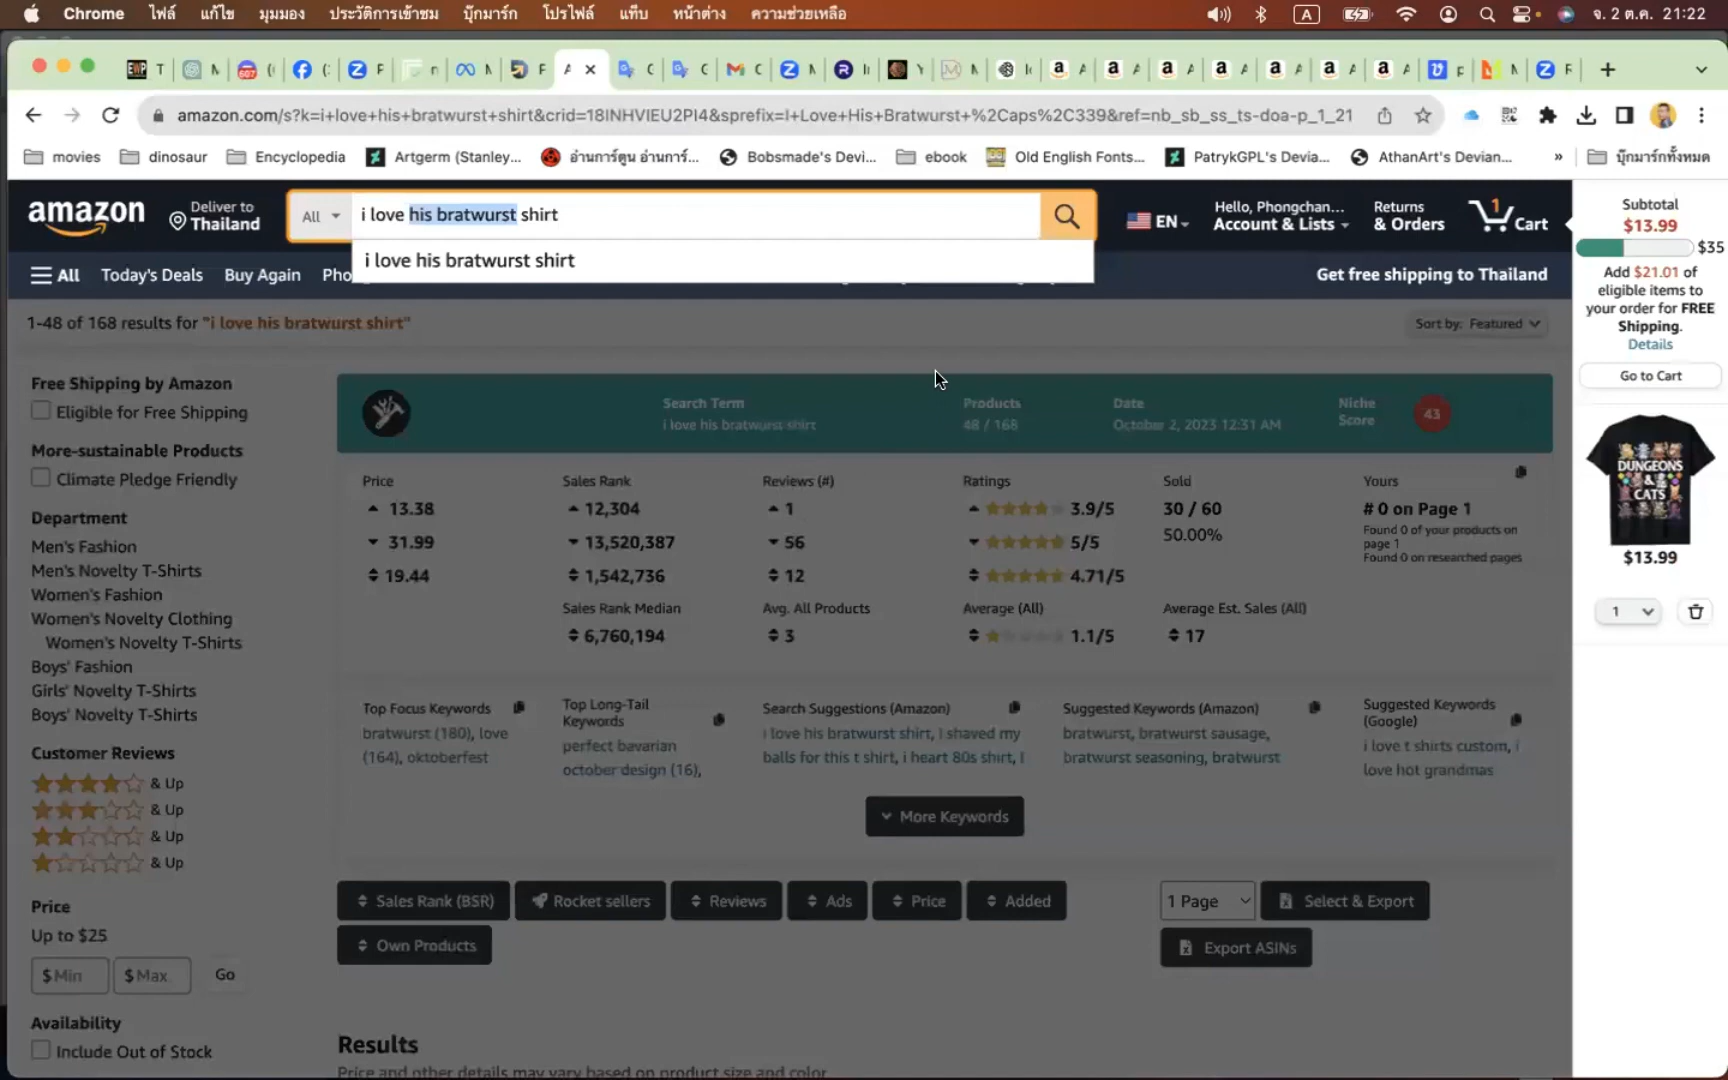 Chrome ไฟล์ แก้ไข มุมมอง ประวัติการเข้าชม บุ๊กมาร์ก โปรไฟล์ แท็บ หน้าต่าง ความช่วยเหลือ A จ. 2 ต.ค. 21:22
amazon.com/s?k=i+love+his+bratwurst+shirt&crid=18INHVIEU2PI4&sprefix=I+Love+His+Bratwurst+%2Caps%2C339&ref=nb_sb_ss_ts-doa-p_1_21
movies dinosaur Encyclopedia Artgerm (Stanley... อ่านการ์ตูน อ่านการ์... Bobsmade's Devi... ebook Old English Fonts... PatrykGPL's Devia... AthanArt's Devian... » บุ๊กมาร์กทั้งหมด
amazon
Deliver to
Thailand
All
i love his bratwurst shirt
i love his bratwurst shirt
EN
Hello, Phongchan...
Account & Lists
Returns
& Orders
1
Cart
All Today's Deals Buy Again
Get free shipping to Thailand
Subtotal
$13.99
$35
Add $21.01 of
eligible items to
your order for FREE
Shipping.
Details
Go to Cart
DUNGEONS
& CATS
$13.99
1
1-48 of 168 results for "i love his bratwurst shirt"
Sort by: Featured
Free Shipping by Amazon
Eligible for Free Shipping
More-sustainable Products
Climate Pledge Friendly
Department
Men's Fashion
Men's Novelty T-Shirts
Women's Fashion
Women's Novelty Clothing
Women's Novelty T-Shirts
Boys' Fashion
Girls' Novelty T-Shirts
Boys' Novelty T-Shirts
Customer Reviews
& Up
& Up
& Up
& Up
Price
Up to $25
$ Min $ Max Go
Availability
Include Out of Stock
Search Term
i love his bratwurst shirt
Products
48 / 168
Date
October 2, 2023 12:31 AM
Niche
Score
43
Price
13.38
31.99
19.44
Sales Rank
12,304
13,520,387
1,542,736
Sales Rank Median
6,760,194
Reviews (#)
1
56
12
Avg. All Products
3
Ratings
3.9/5
5/5
4.71/5
Average (All)
1.1/5
Sold
30 / 60
50.00%
Average Est. Sales (All)
17
Yours
# 0 on Page 1
Found 0 of your products on
page 1
Found 0 on researched pages
Top Focus Keywords
bratwurst (180), love
(164), oktoberfest
Top Long-Tail
Keywords
perfect bavarian
october design (16),
Search Suggestions (Amazon)
i love his bratwurst shirt, i shaved my
balls for this t shirt, i heart 80s shirt, i
Suggested Keywords (Amazon)
bratwurst, bratwurst sausage,
bratwurst seasoning, bratwurst
Suggested Keywords
(Google)
i love t shirts custom, i
love hot grandmas
More Keywords
Sales Rank (BSR) Rocket sellers Reviews Ads Price Added
Own Products
1 Page Select & Export
Export ASINs
Results
Price and other details may vary based on product size and color.